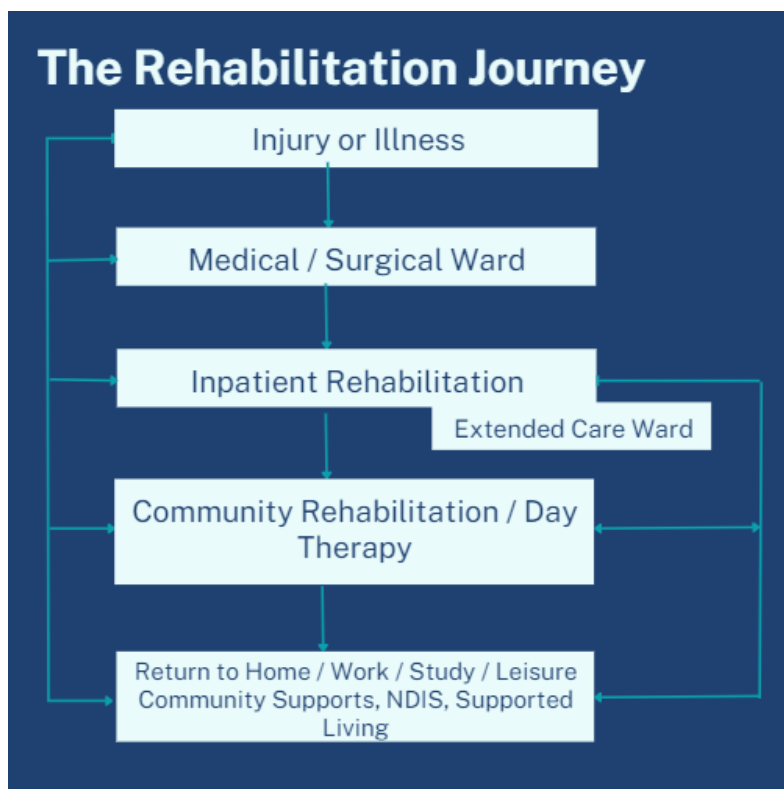 The Rehabilitation Journey
Injury or Illness
Medical / Surgical Ward
Inpatient Rehabilitation
Extended Care Ward
Community Rehabilitation / Day
Therapy
Return to Home / Work / Study / Leisure
Community Supports, NDIS, Supported
Living